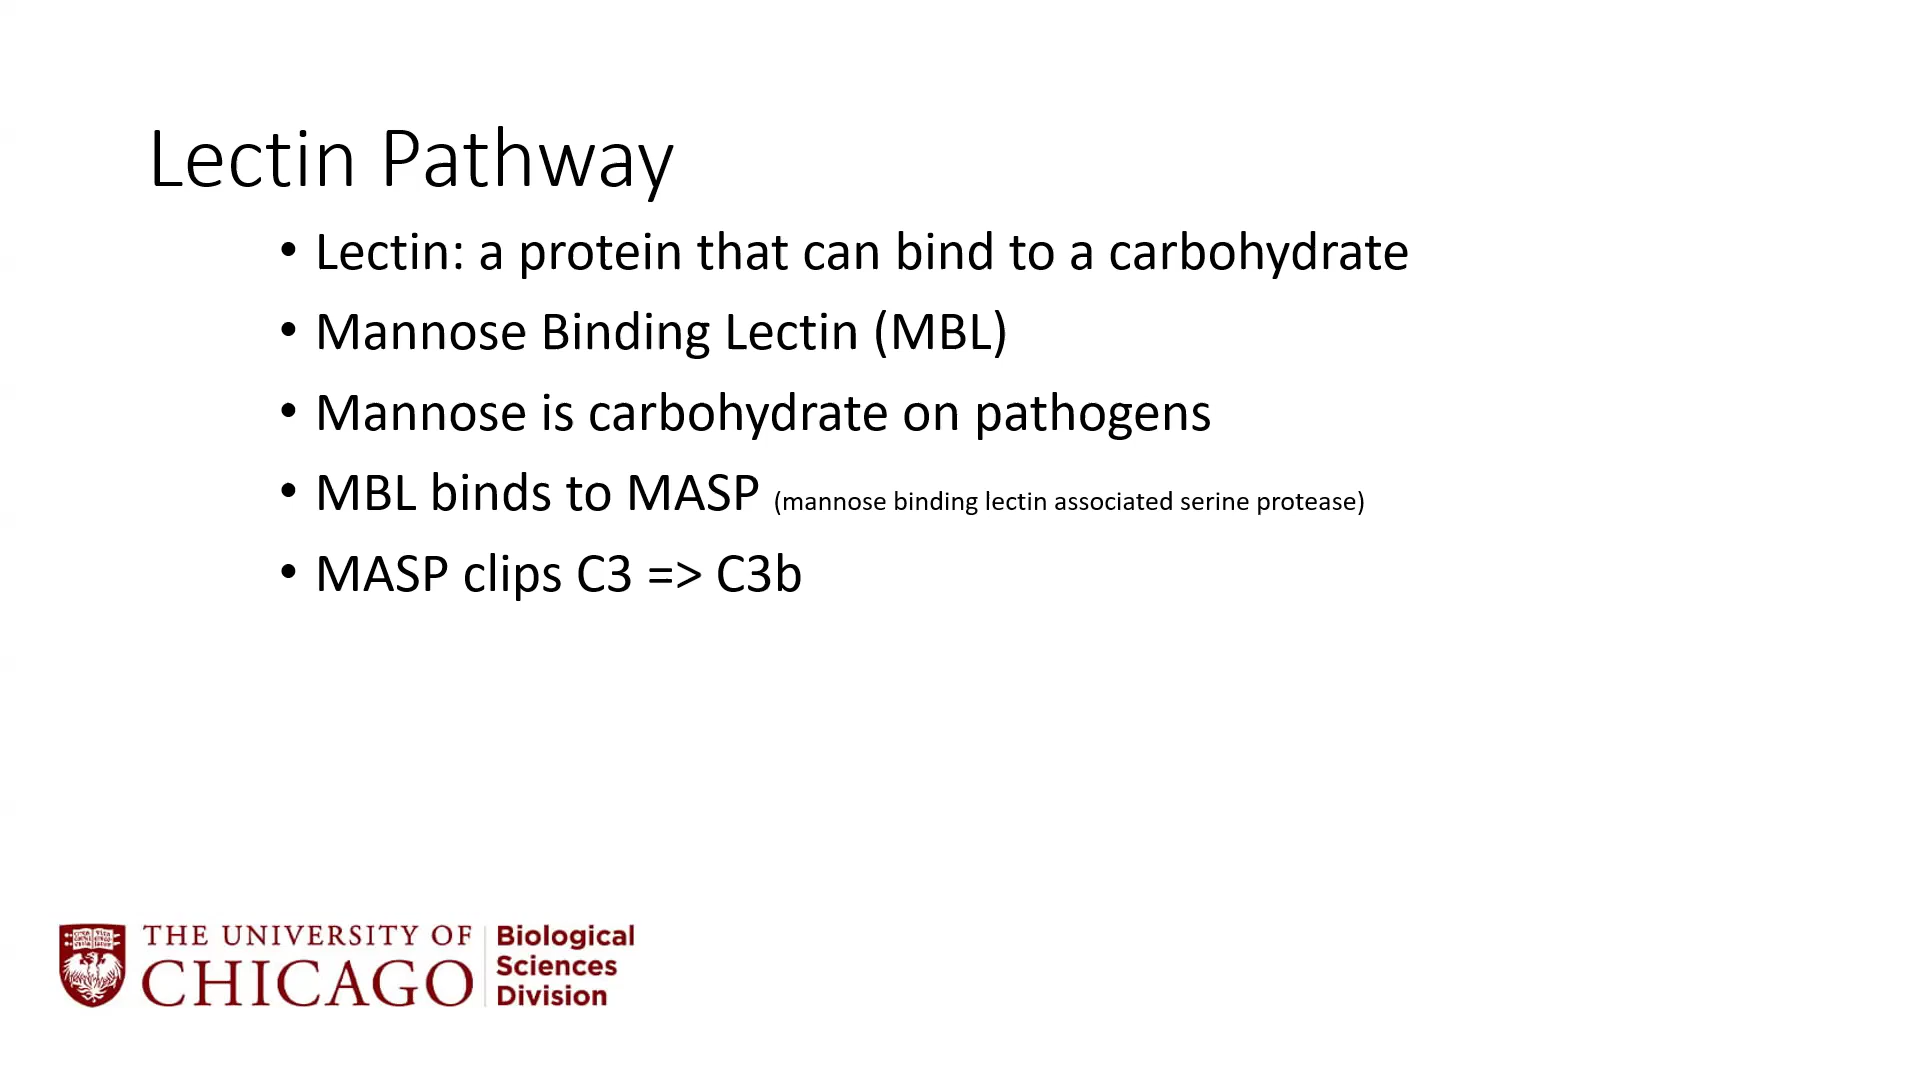 Lectin Pathway
• Lectin: a protein that can bind to a carbohydrate
• Mannose Binding Lectin (MBL)
• Mannose is carbohydrate on pathogens
• MBL binds to MASP (mannose binding lectin associated serine protease)
• MASP clips C3 => C3b
THE UNIVERSITY OF
CHICAGO
Biological
Sciences
Division